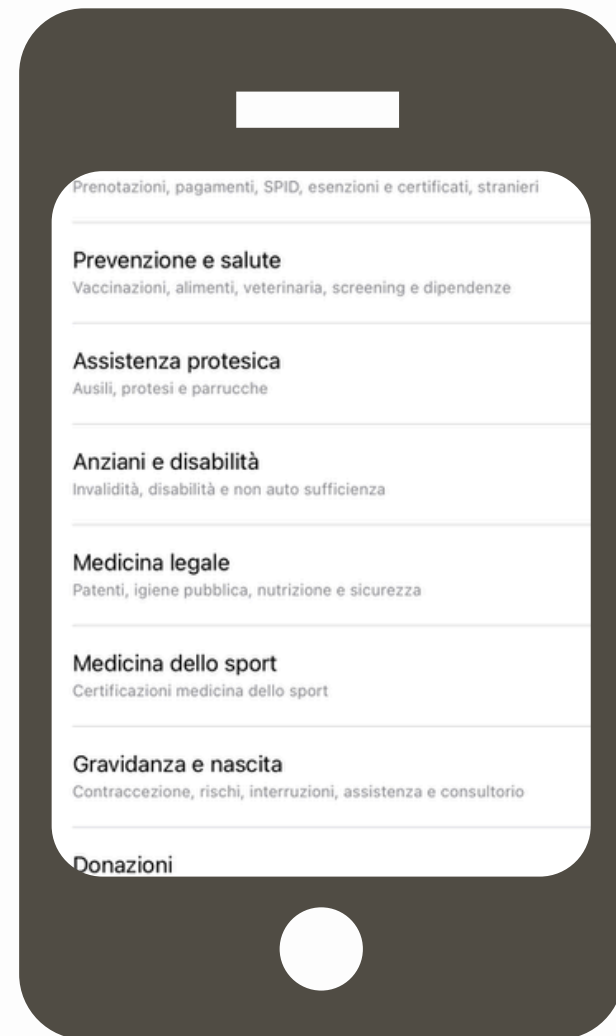 Prenotazioni, pagamenti, SPID, esenzioni e certificati, stranieri
Prevenzione e salute
Vaccinazioni, alimenti, veterinaria, screening e dipendenze
Assistenza protesica
Ausili, protesi e parrucche
Anziani e disabilità
Invalidità, disabilità e non auto sufficienza
Medicina legale
Patenti, igiene pubblica, nutrizione e sicurezza
Medicina dello sport
Certificazioni medicina dello sport
Gravidanza e nascita
Contraccezione, rischi, interruzioni, assistenza e consultorio
Donazioni